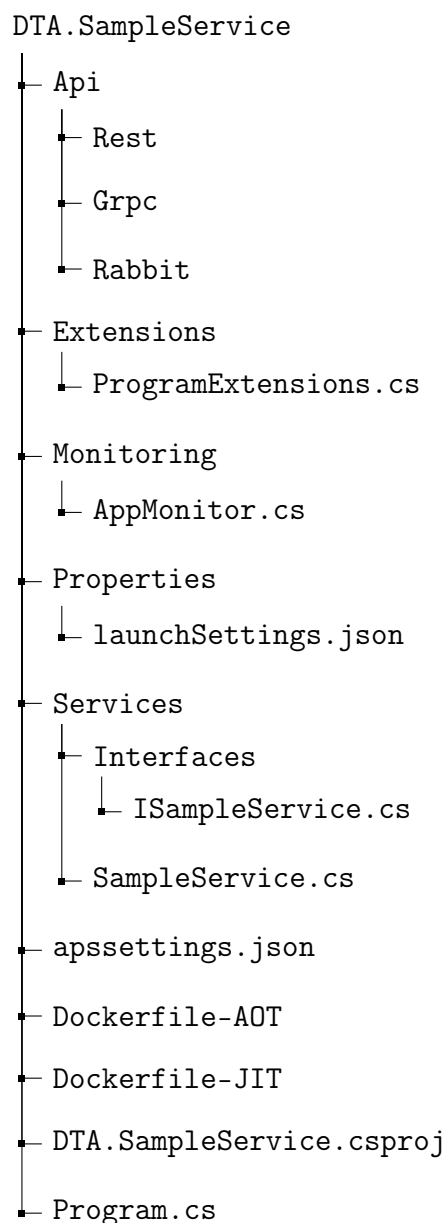 DTA.SampleService
Api
Rest
Grpc
Rabbit
Extensions
ProgramExtensions.cs
Monitoring
AppMonitor.cs
Properties
launchSettings.json
Services
Interfaces
ISampleService.cs
SampleService.cs
apssettings.json
Dockerfile-AOT
Dockerfile-JIT
DTA.SampleService.csproj
Program.cs